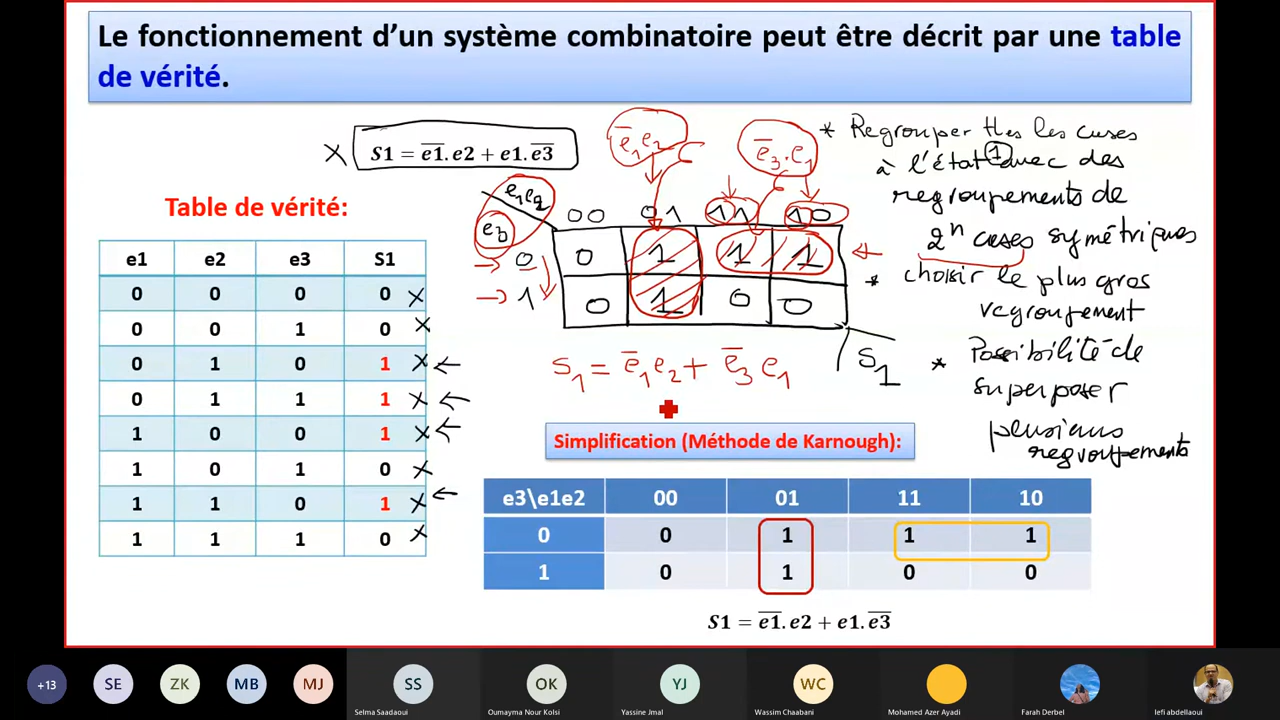 Le fonctionnement d'un système combinatoire peut être décrit par une table
de vérité.
S1 = e1̅.e2 + e1.e3̅
Table de vérité:
e1 e2 e3 S1
0 0 0 0
0 0 1 0
0 1 0 1
0 1 1 1
1 0 0 1
1 0 1 0
1 1 0 1
1 1 1 0
e̅1e2
e̅3.e1
e1e2
e3
00 01 11 10
0 0 1 1 1
1 0 1 0 0
S1
S1 = e̅1e2 + e̅3e1
* Regrouper ttes les cases
à l'état 1 avec des
regroupements de
2ⁿ cases symétriques
* choisir le plus gros
regroupement
* Possibilité de
superposer
plusieurs
regroupements
Simplification (Méthode de Karnough):
e3\e1e2 00 01 11 10
0 0 1 1 1
1 0 1 0 0
S1 = e1̅.e2 + e1.e3̅
+13 SE ZK MB MJ SS OK YJ WC
Selma Saadaoui Oumayma Nour Kolsi Yassine Jmal Wassim Chaabani Mohamed Azer Ayadi Farah Derbel lefi abdellaoui